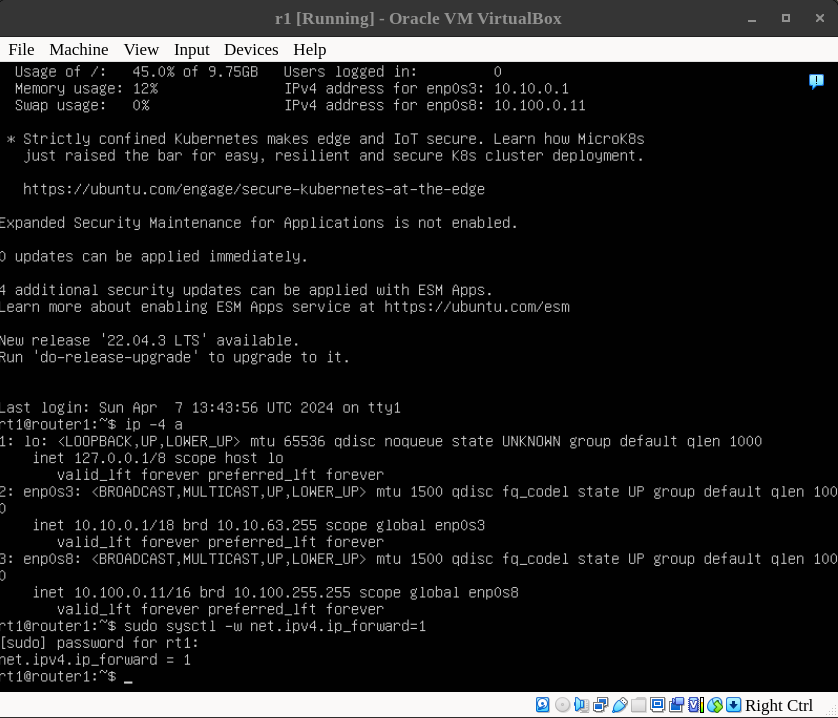 r1 [Running] - Oracle VM VirtualBox
File Machine View Input Devices Help
Usage of /: 45.0% of 9.75GB Users logged in: 0
Memory usage: 12% IPv4 address for enp0s3: 10.10.0.1
Swap usage: 0% IPv4 address for enp0s8: 10.100.0.11
* Strictly confined Kubernetes makes edge and IoT secure. Learn how MicroK8s
just raised the bar for easy, resilient and secure K8s cluster deployment.
https://ubuntu.com/engage/secure-kubernetes-at-the-edge
Expanded Security Maintenance for Applications is not enabled.
0 updates can be applied immediately.
4 additional security updates can be applied with ESM Apps.
Learn more about enabling ESM Apps service at https://ubuntu.com/esm
New release '22.04.3 LTS' available.
Run 'do-release-upgrade' to upgrade to it.
Last login: Sun Apr 7 13:43:56 UTC 2024 on tty1
rt1@router1:~$ ip -4 a
1: lo: <LOOPBACK,UP,LOWER_UP> mtu 65536 qdisc noqueue state UNKNOWN group default qlen 1000
inet 127.0.0.1/8 scope host lo
valid_lft forever preferred_lft forever
2: enp0s3: <BROADCAST,MULTICAST,UP,LOWER_UP> mtu 1500 qdisc fq_codel state UP group default qlen 100
0
inet 10.10.0.1/18 brd 10.10.63.255 scope global enp0s3
valid_lft forever preferred_lft forever
3: enp0s8: <BROADCAST,MULTICAST,UP,LOWER_UP> mtu 1500 qdisc fq_codel state UP group default qlen 100
0
inet 10.100.0.11/16 brd 10.100.255.255 scope global enp0s8
valid_lft forever preferred_lft forever
rt1@router1:~$ sudo sysctl -w net.ipv4.ip_forward=1
[sudo] password for rt1:
net.ipv4.ip_forward = 1
rt1@router1:~$ _
Right Ctrl